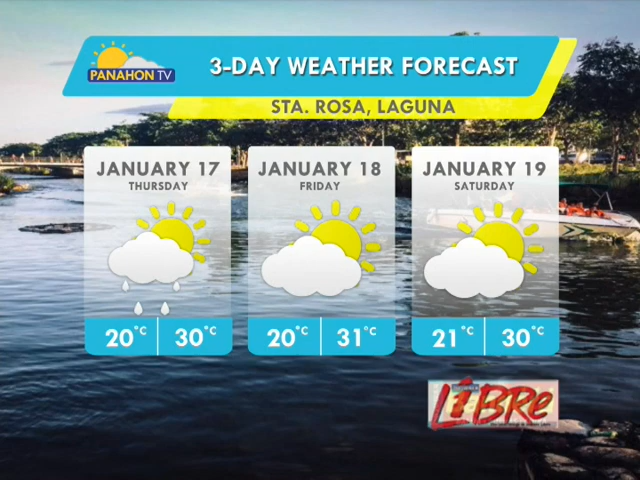 PANAHON TV
3-DAY WEATHER FORECAST
STA. ROSA, LAGUNA
JANUARY 17
THURSDAY
20°C 30°C
JANUARY 18
FRIDAY
20°C 31°C
JANUARY 19
SATURDAY
21°C 30°C
LiBRe